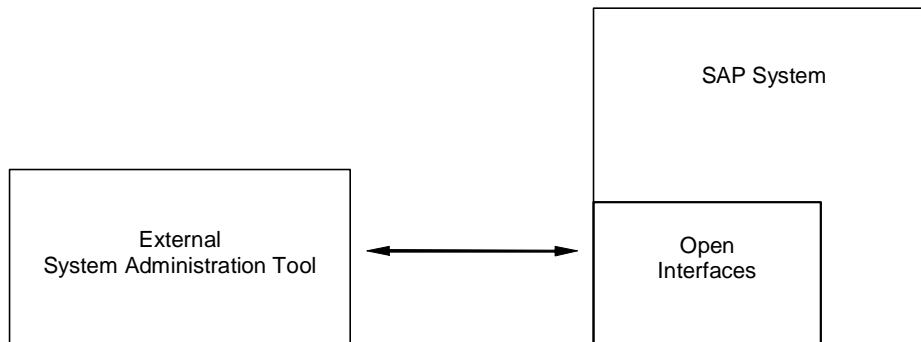 SAP System
External
System Administration Tool
Open
Interfaces